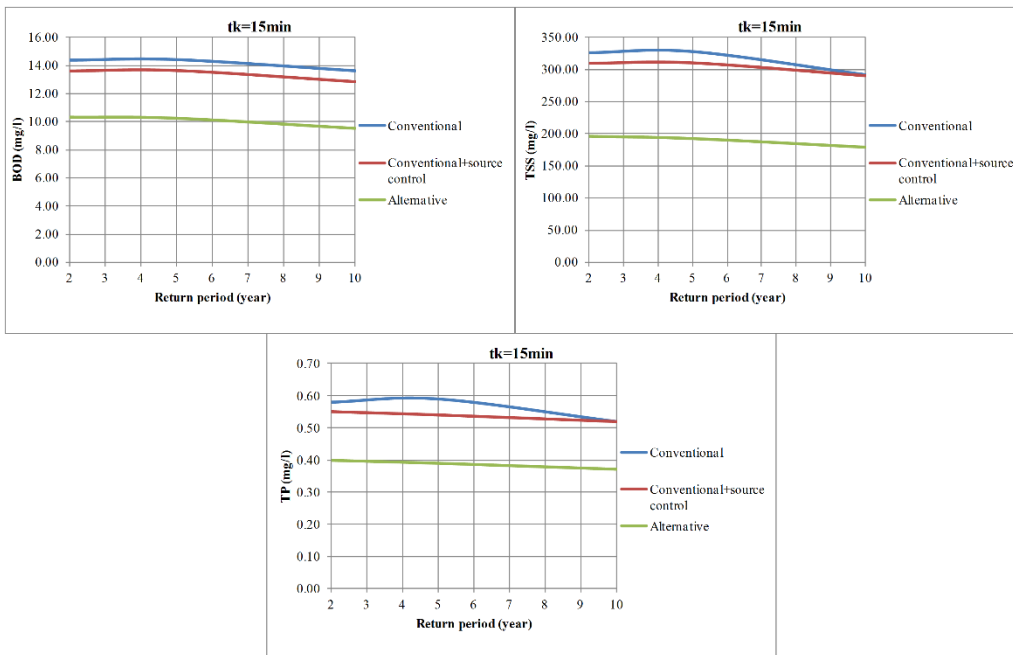 tk=15min
16.00
14.00
12.00
10.00
8.00
6.00
4.00
2.00
0.00
BOD (mg/l)
2 3 4 5 6 7 8 9 10
Return period (year)
Conventional
Conventional+source
control
Alternative
tk=15min
350.00
300.00
250.00
200.00
150.00
100.00
50.00
0.00
TSS (mg/l)
2 3 4 5 6 7 8 9 10
Return period (year)
Conventional
Conventional+source
control
Alternative
tk=15min
0.70
0.60
0.50
0.40
0.30
0.20
0.10
0.00
TP (mg/l)
2 3 4 5 6 7 8 9 10
Return period (year)
Conventional
Conventional+source
control
Alternative